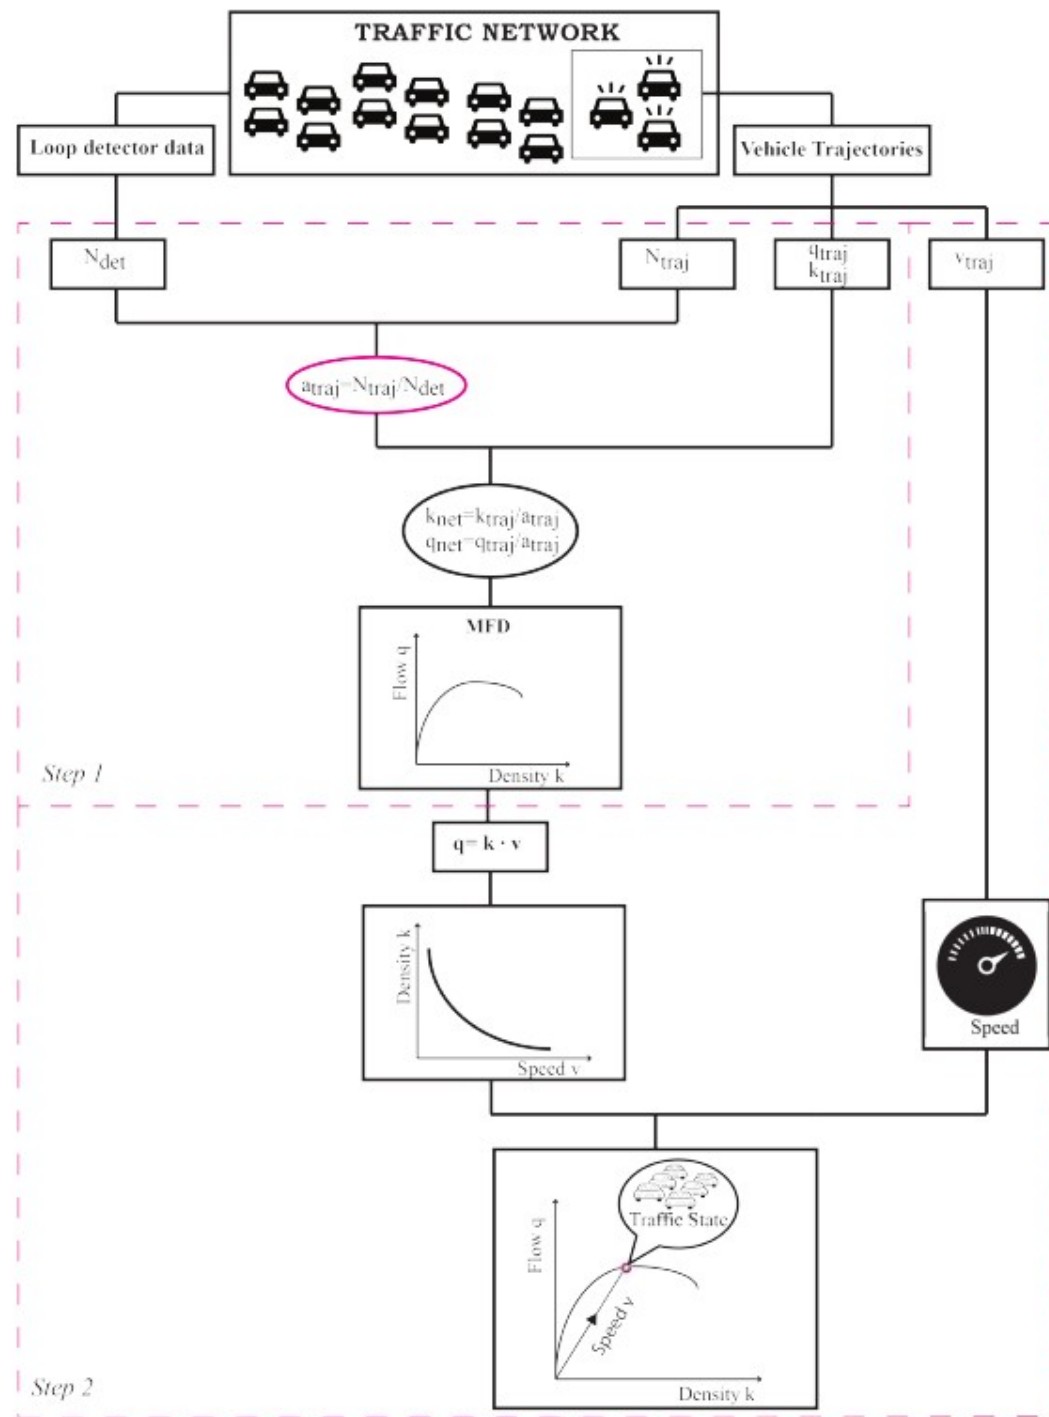 TRAFFIC NETWORK
Loop detector data
Vehicle Trajectories
Ndet
Ntraj
qtraj
ktraj
vtraj
atraj=Ntraj/Ndet
knet=ktraj/atraj
qnet=qtraj/atraj
MFD
Flow q
Density k
Step 1
q= k · v
Density k
Speed v
Speed
Traffic State
Flow q
Speed v
Density k
Step 2